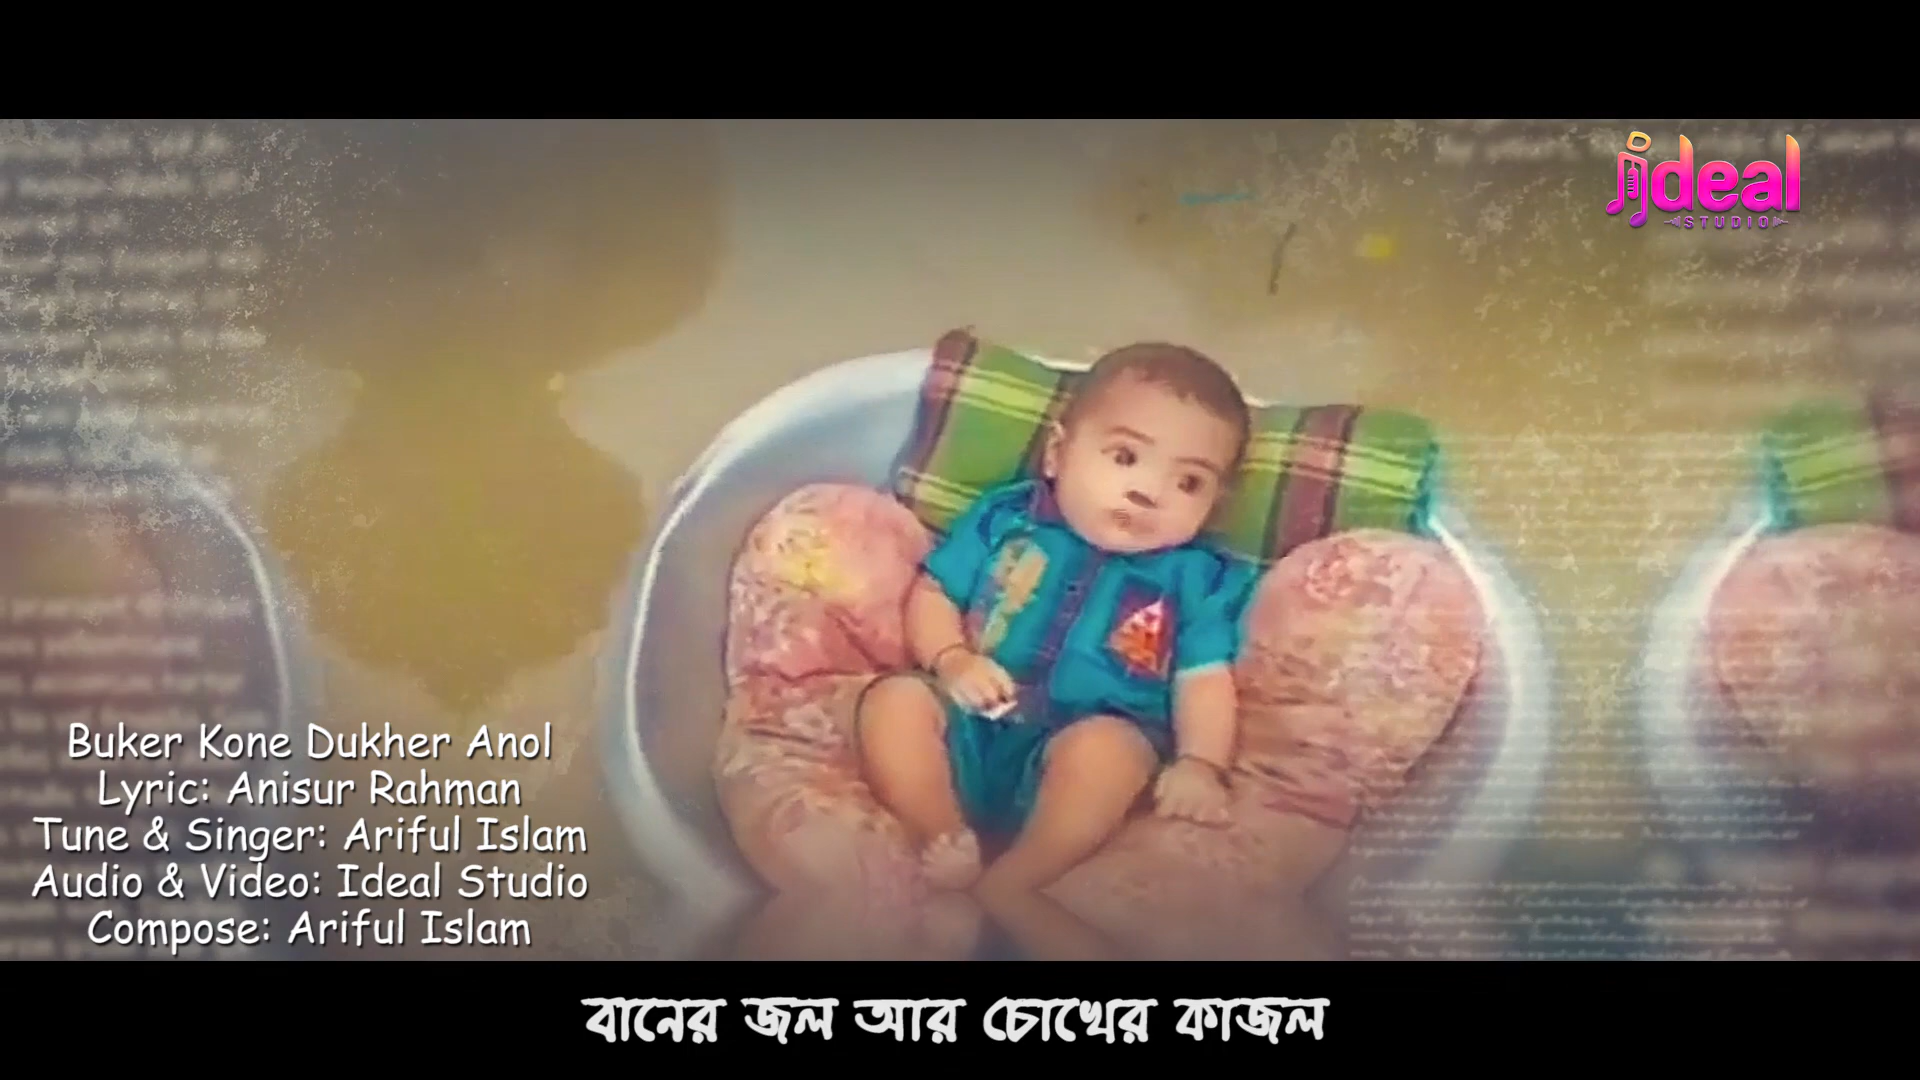 ideal
STUDIO
Buker Kone Dukher Anol
Lyric: Anisur Rahman
Tune & Singer: Ariful Islam
Audio & Video: Ideal Studio
Compose: Ariful Islam
বানের জল আর চোখের কাজল